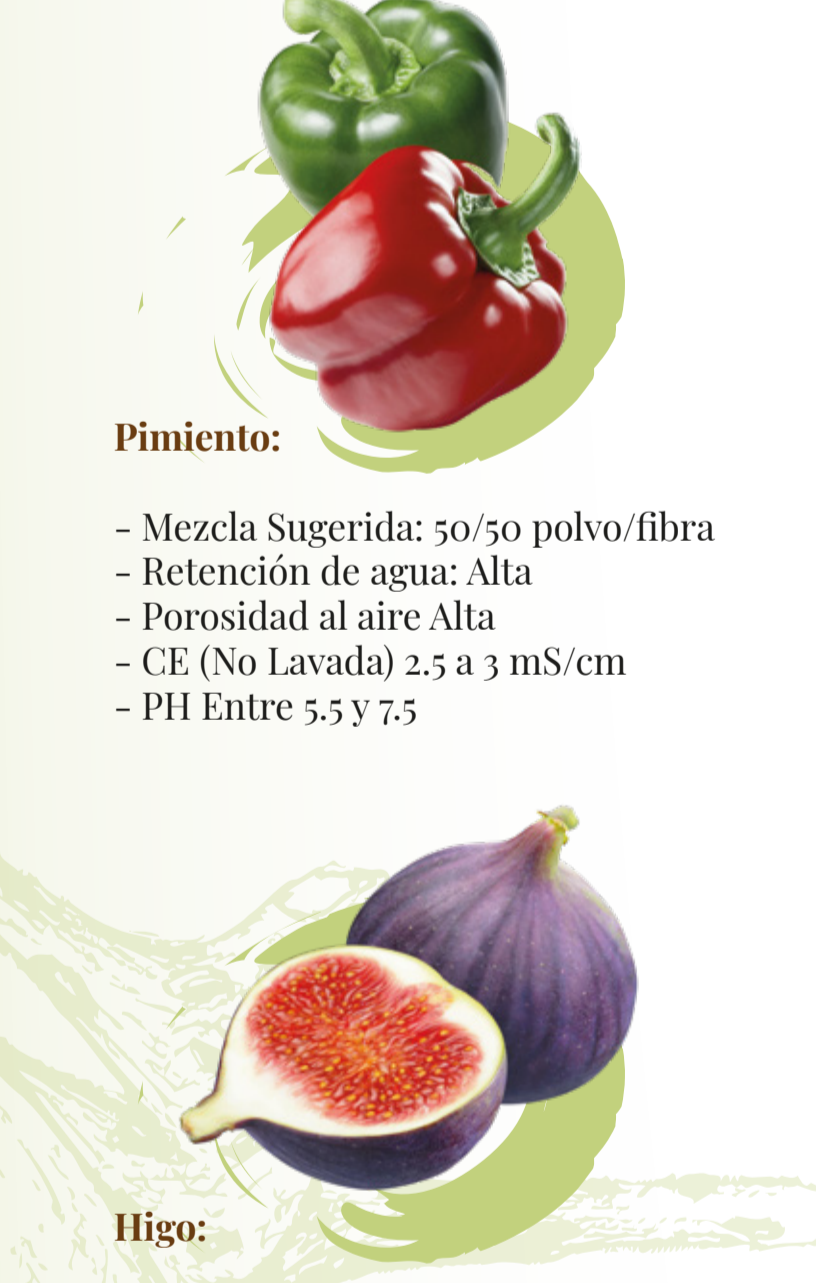 Pimiento:
- Mezcla Sugerida: 50/50 polvo/fibra
- Retención de agua: Alta
- Porosidad al aire Alta
- CE (No Lavada) 2.5 a 3 mS/cm
- PH Entre 5.5 y 7.5
Higo: